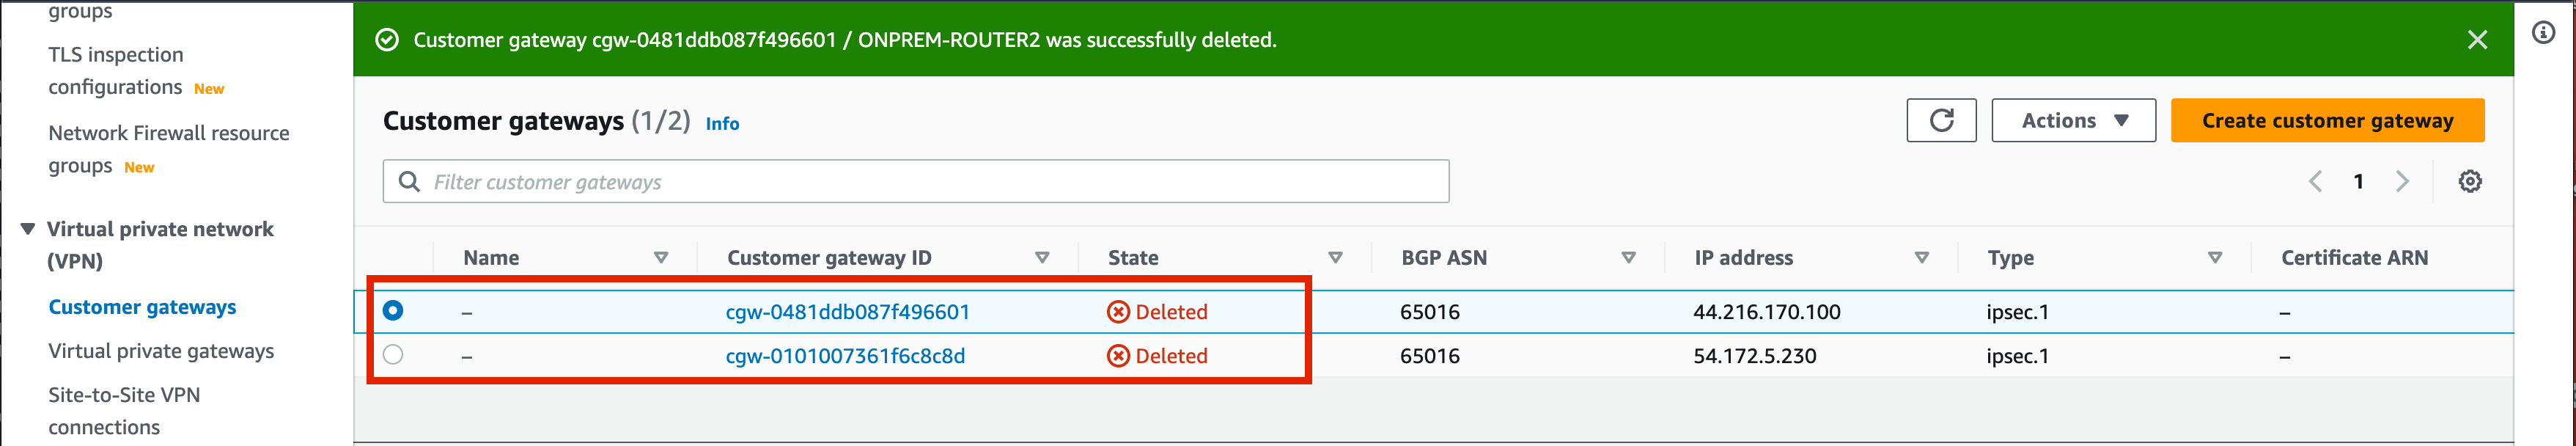 groups
TLS inspection
configurations New
Network Firewall resource
groups New
Virtual private network
(VPN)
Customer gateways
Virtual private gateways
Site-to-Site VPN
connections
Customer gateway cgw-0481ddb087f496601 / ONPREM-ROUTER2 was successfully deleted.
Customer gateways (1/2) Info
Actions
Create customer gateway
Filter customer gateways
1
Name Customer gateway ID State BGP ASN IP address Type Certificate ARN
– cgw-0481ddb087f496601 Deleted 65016 44.216.170.100 ipsec.1 –
– cgw-0101007361f6c8c8d Deleted 65016 54.172.5.230 ipsec.1 –